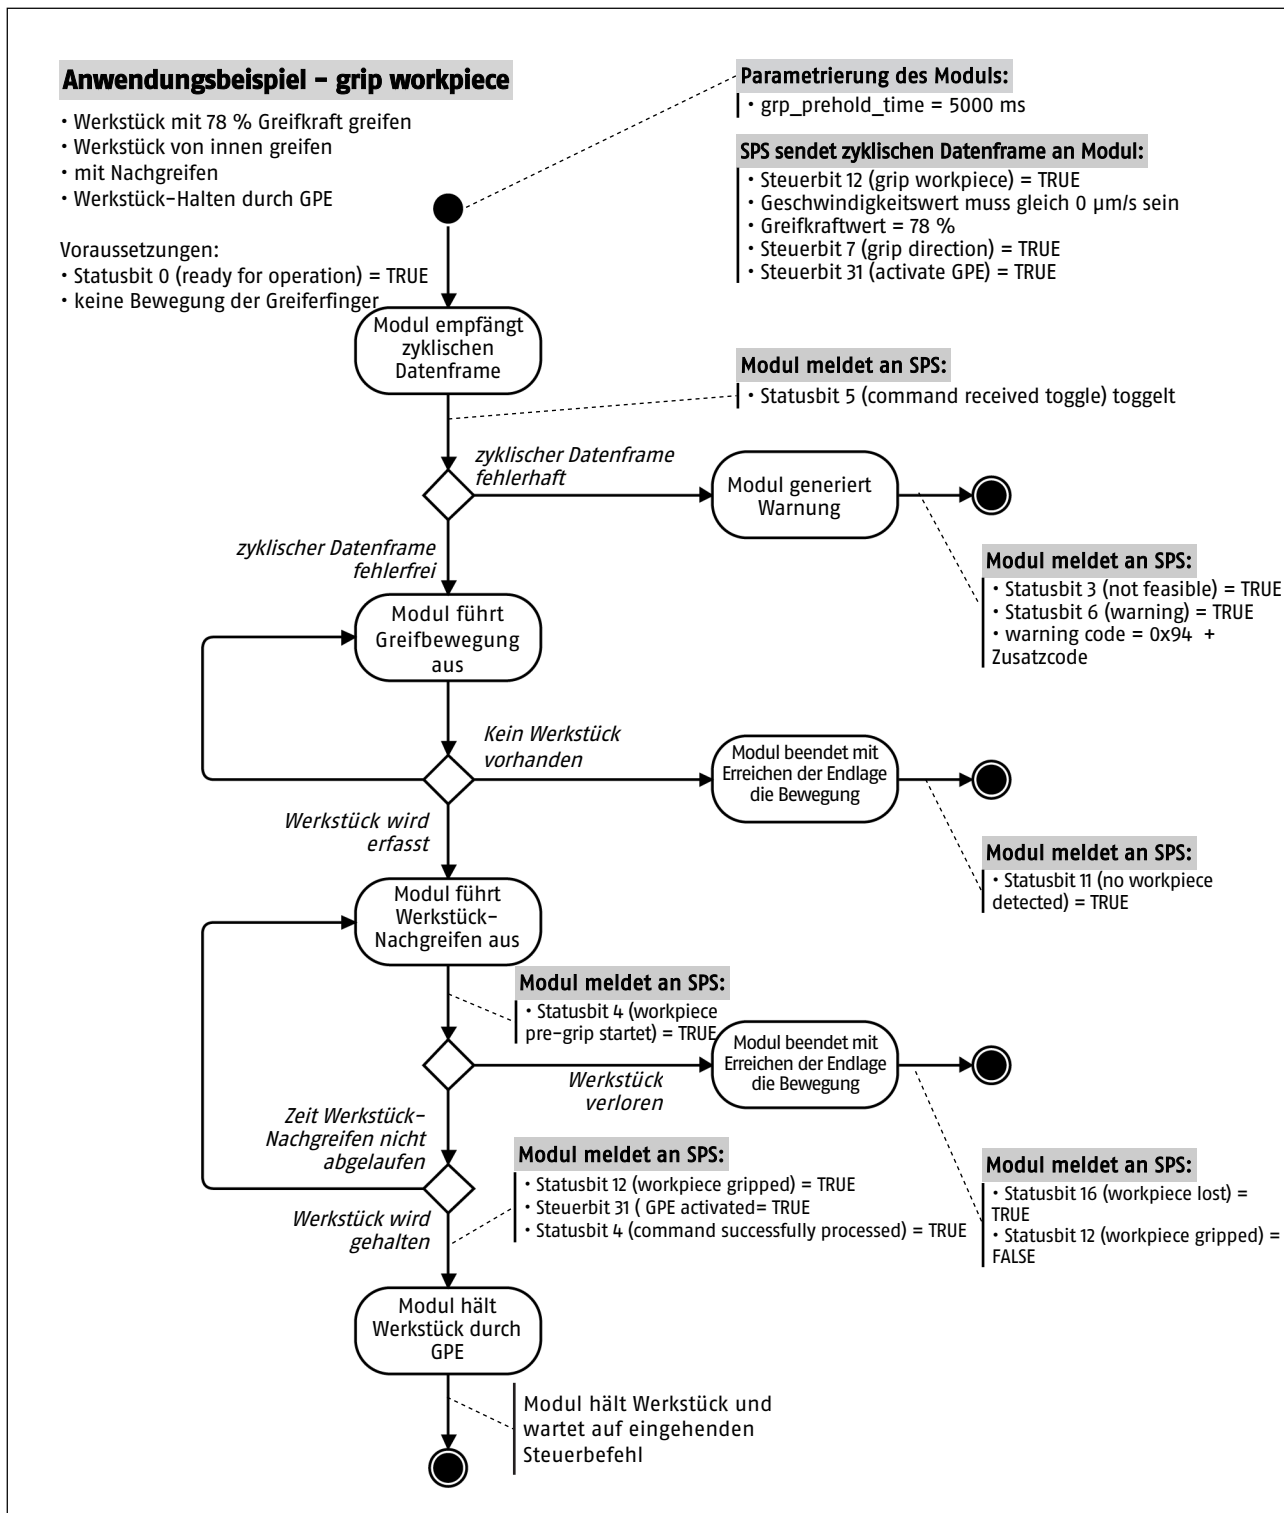 Anwendungsbeispiel – grip workpiece
• Werkstück mit 78 % Greifkraft greifen
• Werkstück von innen greifen
• mit Nachgreifen
• Werkstück-Halten durch GPE
Voraussetzungen:
• Statusbit 0 (ready for operation) = TRUE
• keine Bewegung der Greiferfinger
Parametrierung des Moduls:
• grp_prehold_time = 5000 ms
SPS sendet zyklischen Datenframe an Modul:
• Steuerbit 12 (grip workpiece) = TRUE
• Geschwindigkeitswert muss gleich 0 µm/s sein
• Greifkraftwert = 78 %
• Steuerbit 7 (grip direction) = TRUE
• Steuerbit 31 (activate GPE) = TRUE
Modul empfängt
zyklischen
Datenframe
Modul meldet an SPS:
• Statusbit 5 (command received toggle) toggelt
zyklischer Datenframe
fehlerhaft
Modul generiert
Warnung
zyklischer Datenframe
fehlerfrei
Modul meldet an SPS:
• Statusbit 3 (not feasible) = TRUE
• Statusbit 6 (warning) = TRUE
• warning code = 0x94 +
Zusatzcode
Modul führt
Greifbewegung
aus
Kein Werkstück
vorhanden
Modul beendet mit
Erreichen der Endlage
die Bewegung
Werkstück wird
erfasst
Modul meldet an SPS:
• Statusbit 11 (no workpiece
detected) = TRUE
Modul führt
Werkstück-
Nachgreifen aus
Modul meldet an SPS:
• Statusbit 4 (workpiece
pre-grip startet) = TRUE
Modul beendet mit
Erreichen der Endlage
die Bewegung
Werkstück
verloren
Zeit Werkstück-
Nachgreifen nicht
abgelaufen
Modul meldet an SPS:
• Statusbit 12 (workpiece gripped) = TRUE
• Steuerbit 31 ( GPE activated= TRUE
• Statusbit 4 (command successfully processed) = TRUE
Modul meldet an SPS:
• Statusbit 16 (workpiece lost) =
TRUE
• Statusbit 12 (workpiece gripped) =
FALSE
Werkstück wird
gehalten
Modul hält
Werkstück durch
GPE
Modul hält Werkstück und
wartet auf eingehenden
Steuerbefehl